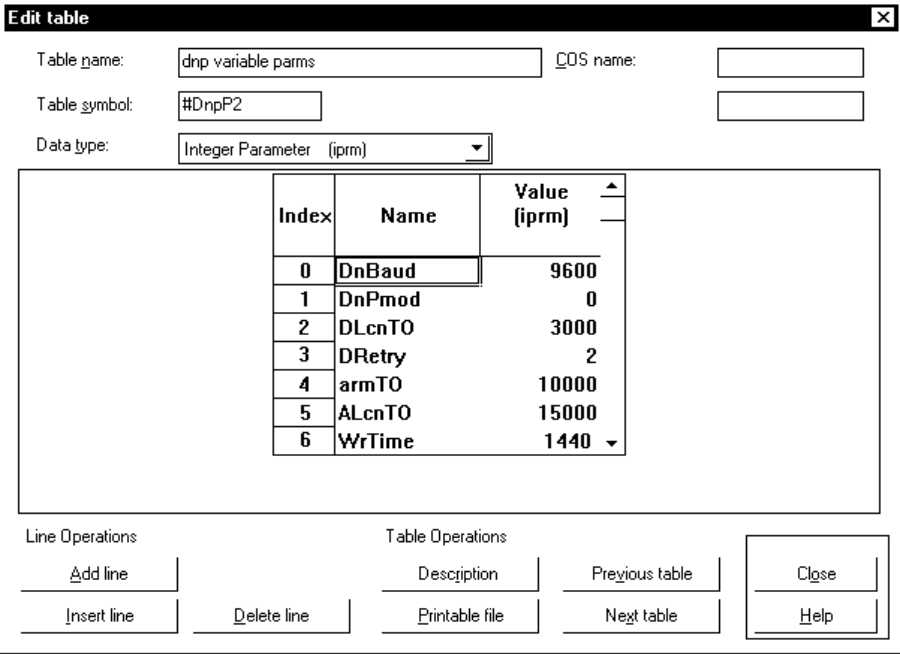 Edit table
Table name: dnp variable parms COS name:
Table symbol: #DnpP2
Data type: Integer Parameter (iprm)
Index Name Value (iprm)
0 DnBaud 9600
1 DnPmod 0
2 DLcnTO 3000
3 DRetry 2
4 armTO 10000
5 ALcnTO 15000
6 WrTime 1440
Line Operations Table Operations
Add line Description Previous table Close
Insert line Delete line Printable file Next table Help